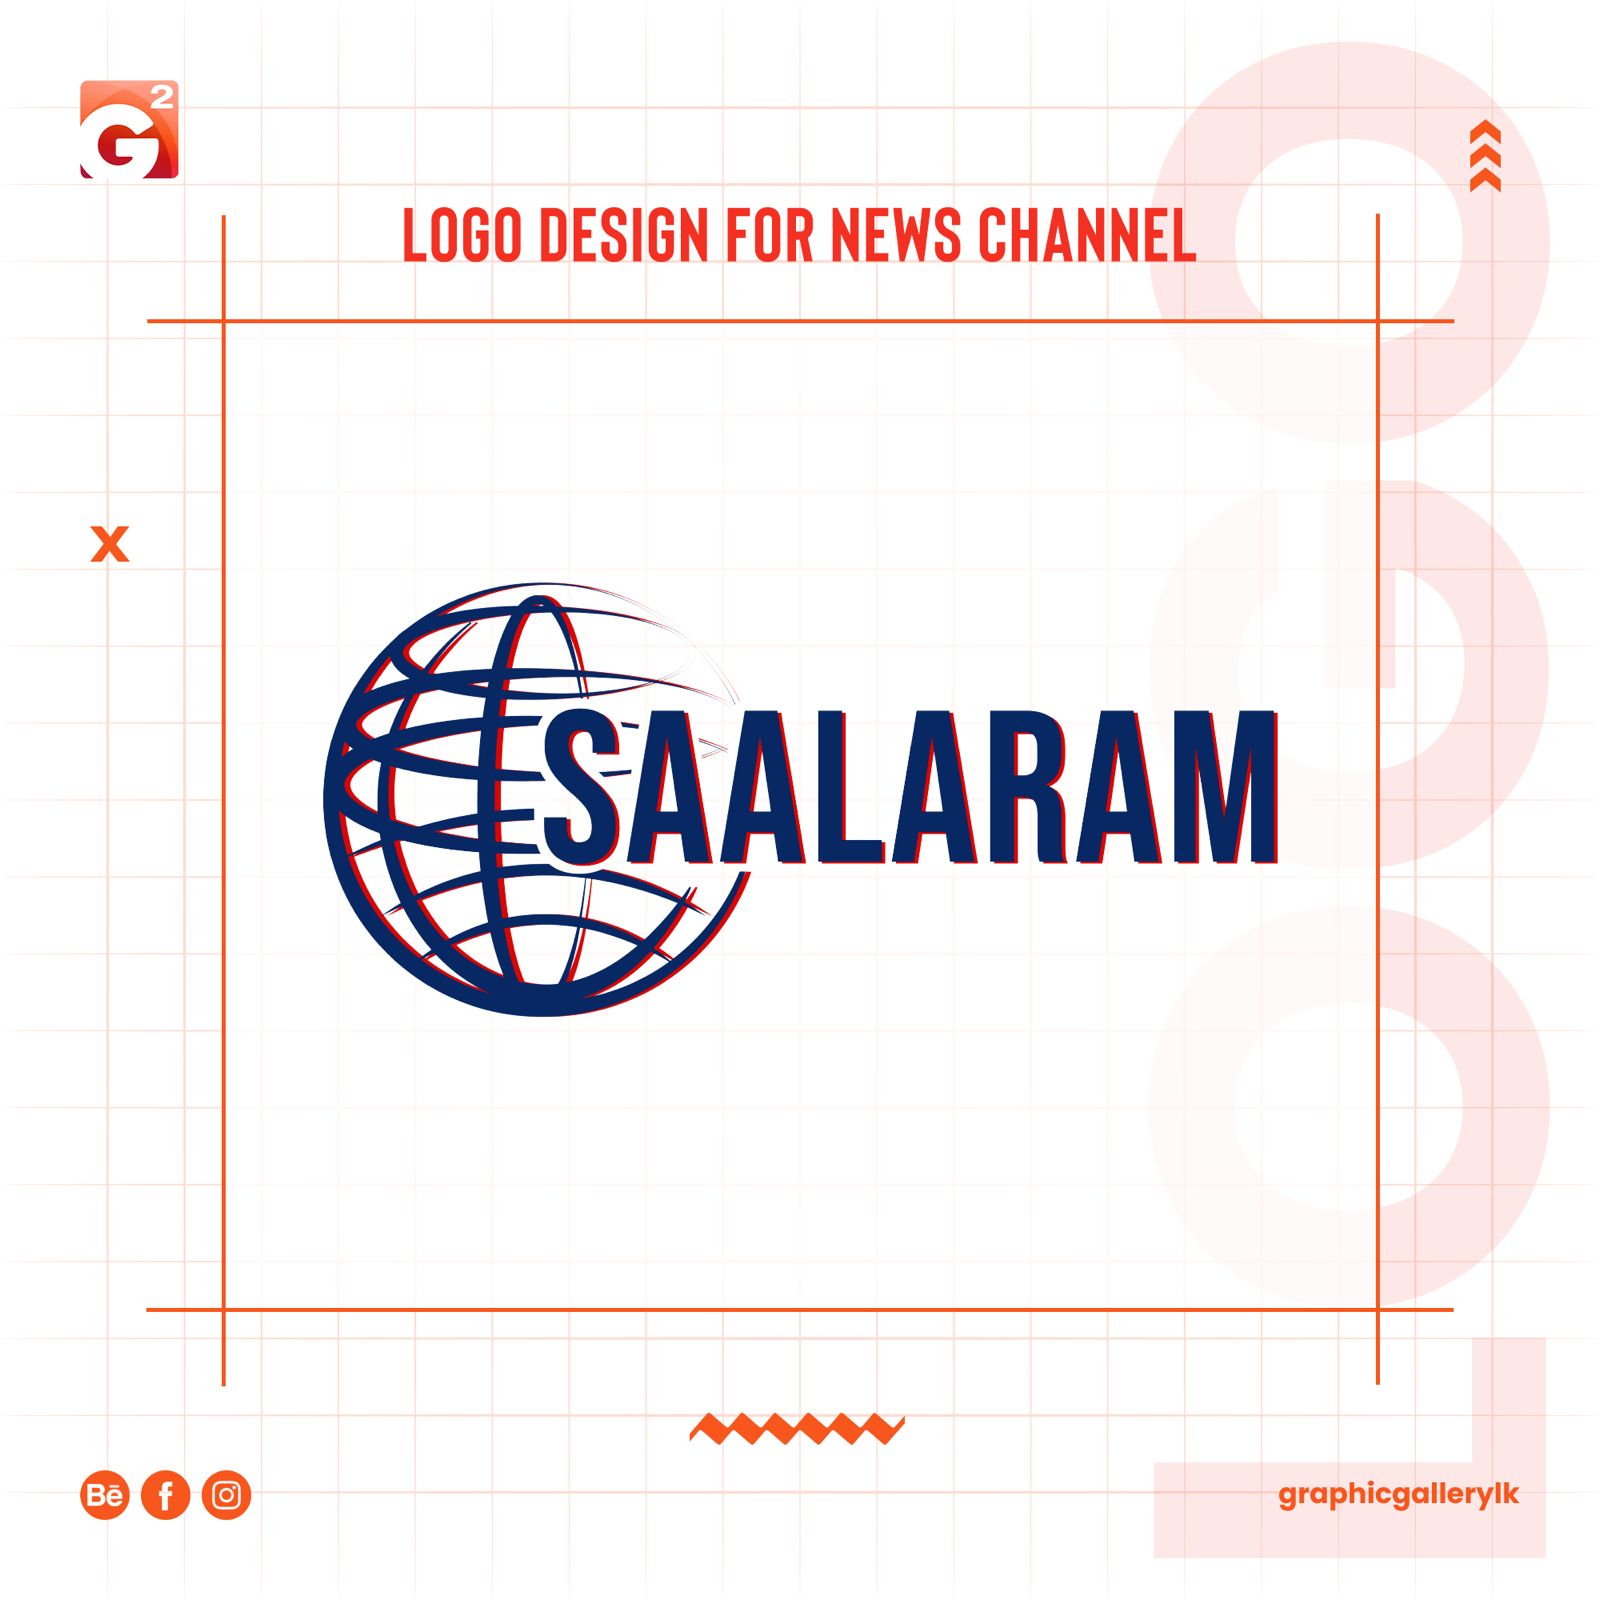 G2
LOGO DESIGN FOR NEWS CHANNEL
x
SAALARAM
Bē f
graphicgallerylk
LOGO